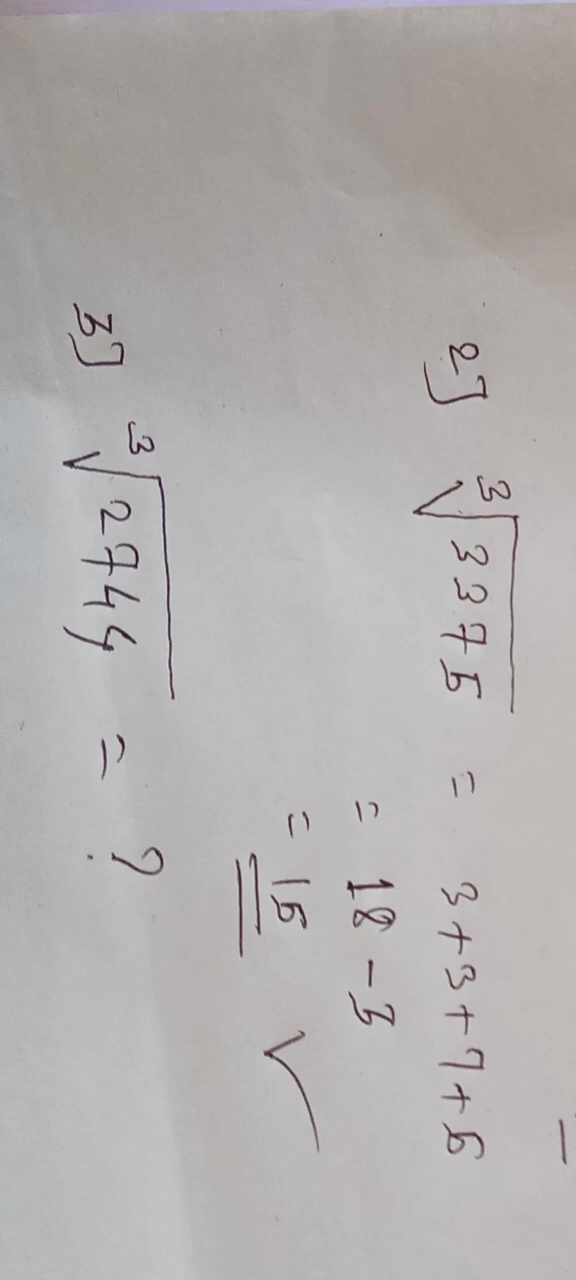 2] ∛3375 = 3+3+7+5
= 18-3
= 15 ✓
3] ∛2744 = ?